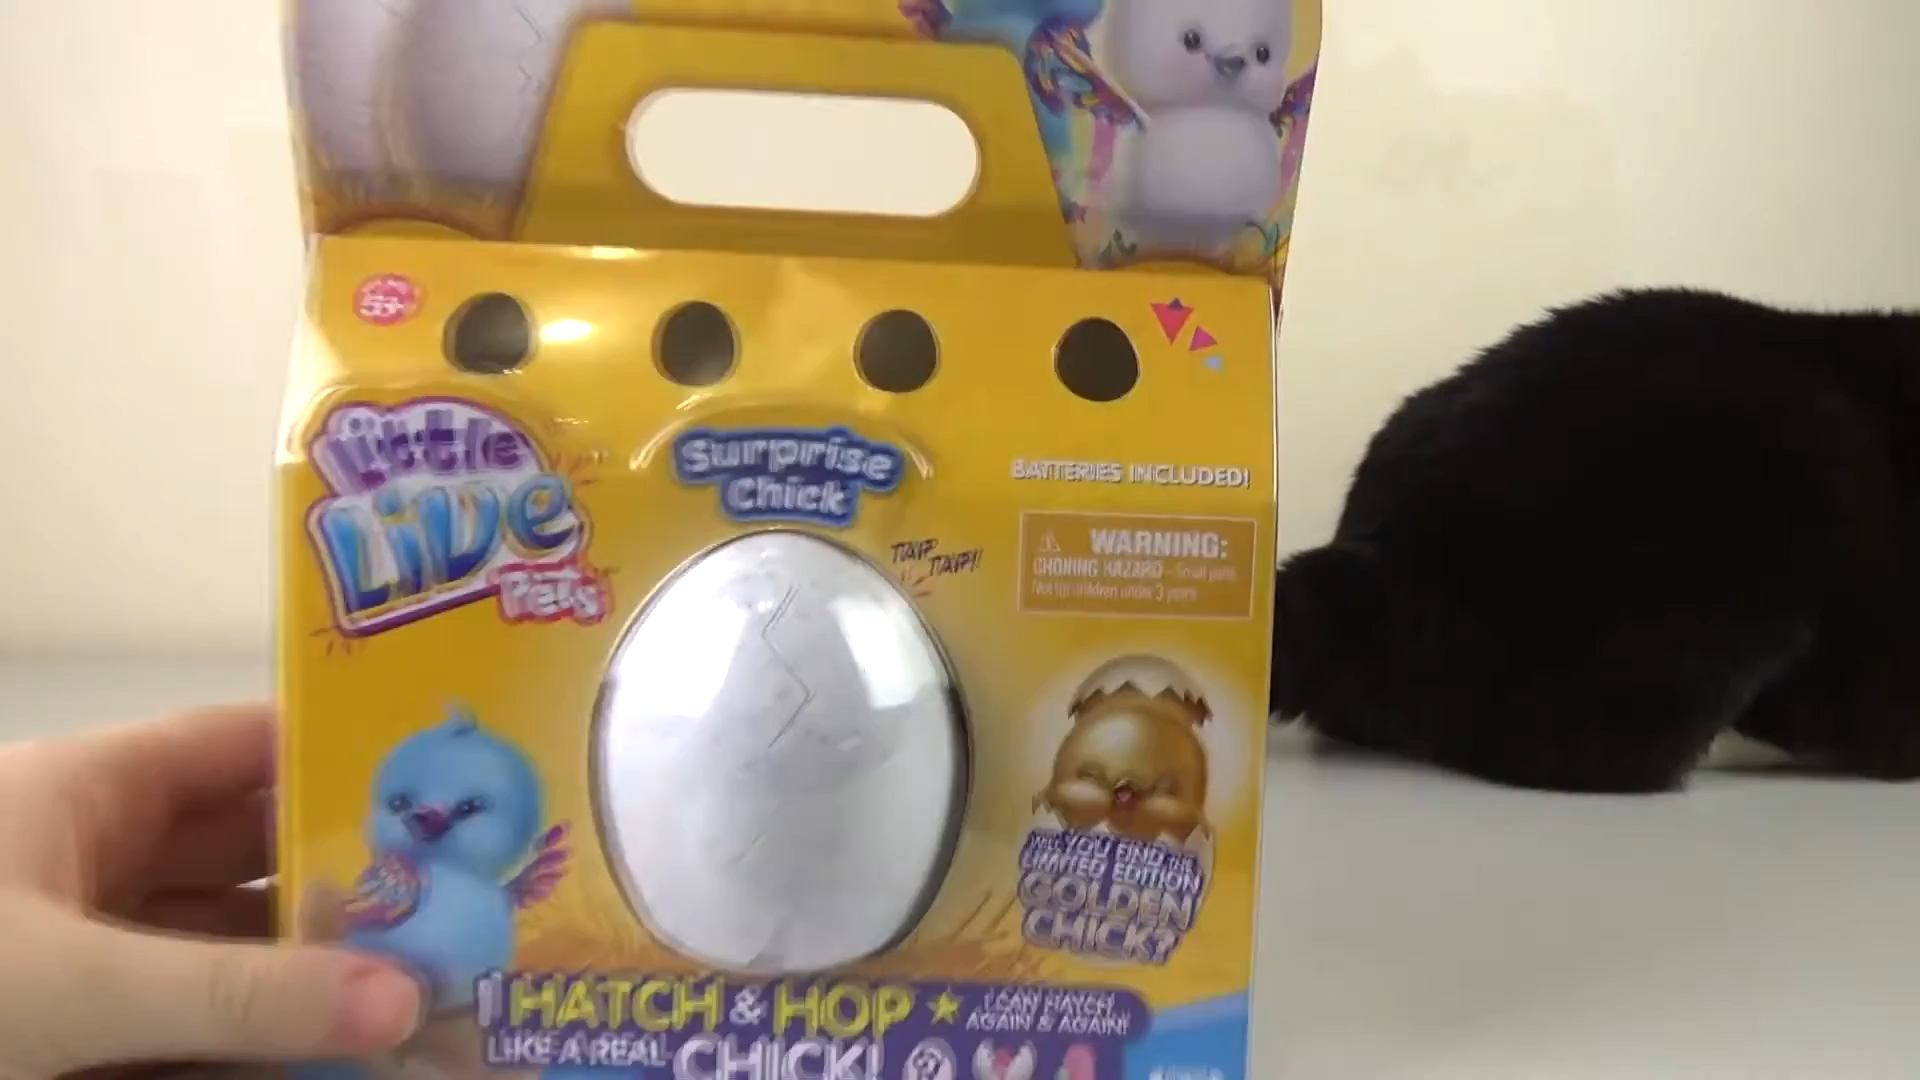 5+
Little
Live
Pets
Surprise
Chick
BATTERIES INCLUDED!
TAP
TAP!!
WARNING:
CHOKING HAZARD - Small parts
Not for children under 3 years
WILL YOU FIND THE
LIMITED EDITION
GOLDEN
CHICK?
I HATCH & HOP
LIKE A REAL CHICK!
I CAN HATCH
AGAIN & AGAIN!